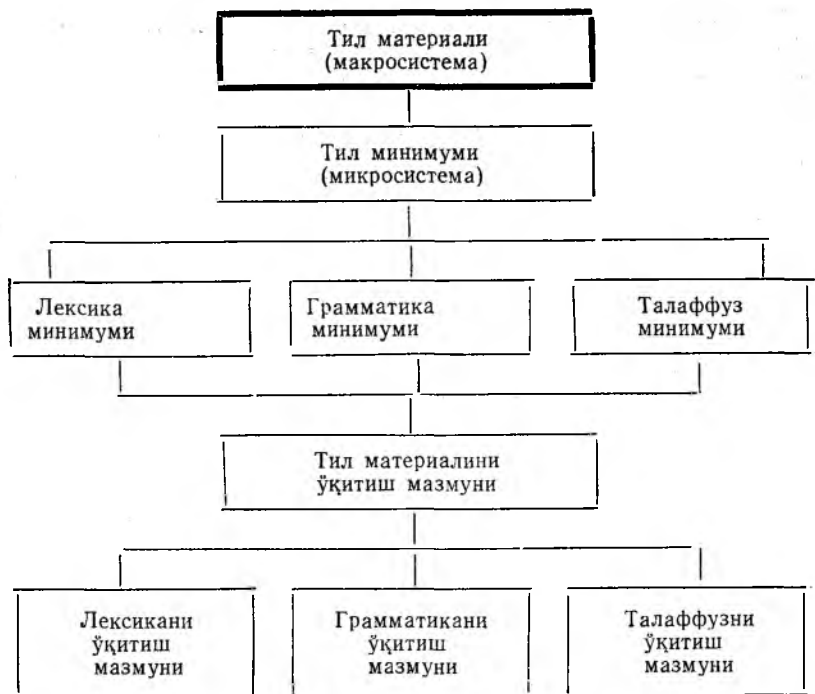 Тил материали
(макросистема)
Тил минимуми
(микросистема)
Лексика
минимуми
Грамматика
минимуми
Талаффуз
минимуми
Тил материалини
ўқитиш мазмуни
Лексикани
ўқитиш
мазмуни
Грамматикани
ўқитиш
мазмуни
Талаффузни
ўқитиш
мазмуни